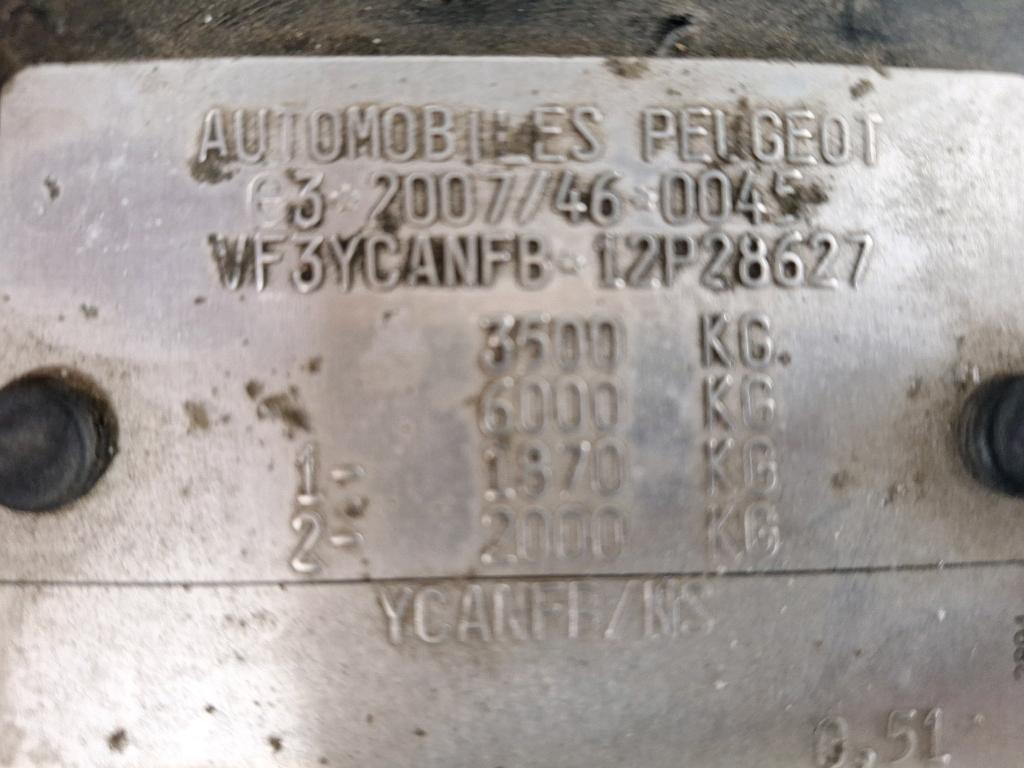 AUTOMOBILES PEUGEOT
e3*2007/46*0045
VF3YCANFB-12P28627
3500 KG.
6000 KG
1- 1870 KG
2- 2000 KG
YCANFB/NS
0,51